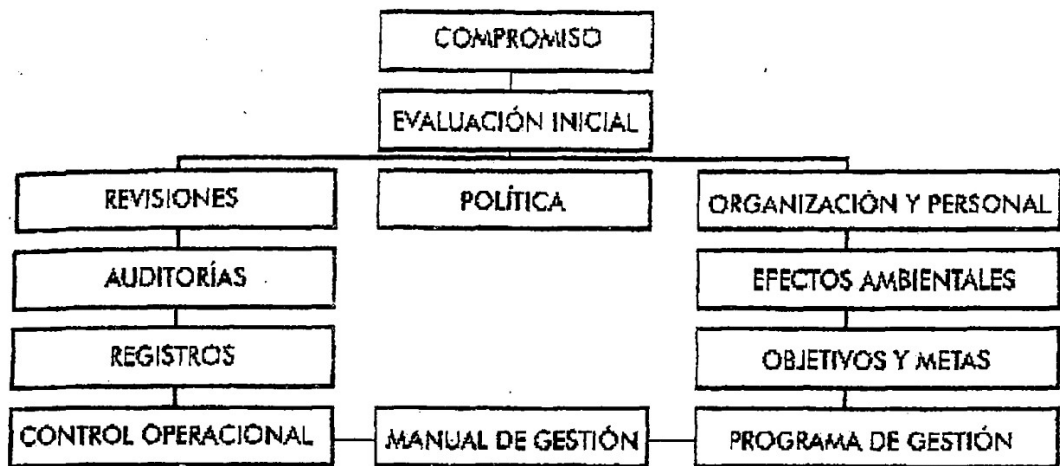 COMPROMISO
EVALUACIÓN INICIAL
REVISIONES
POLÍTICA
ORGANIZACIÓN Y PERSONAL
AUDITORÍAS
EFECTOS AMBIENTALES
REGISTROS
OBJETIVOS Y METAS
CONTROL OPERACIONAL
MANUAL DE GESTIÓN
PROGRAMA DE GESTIÓN